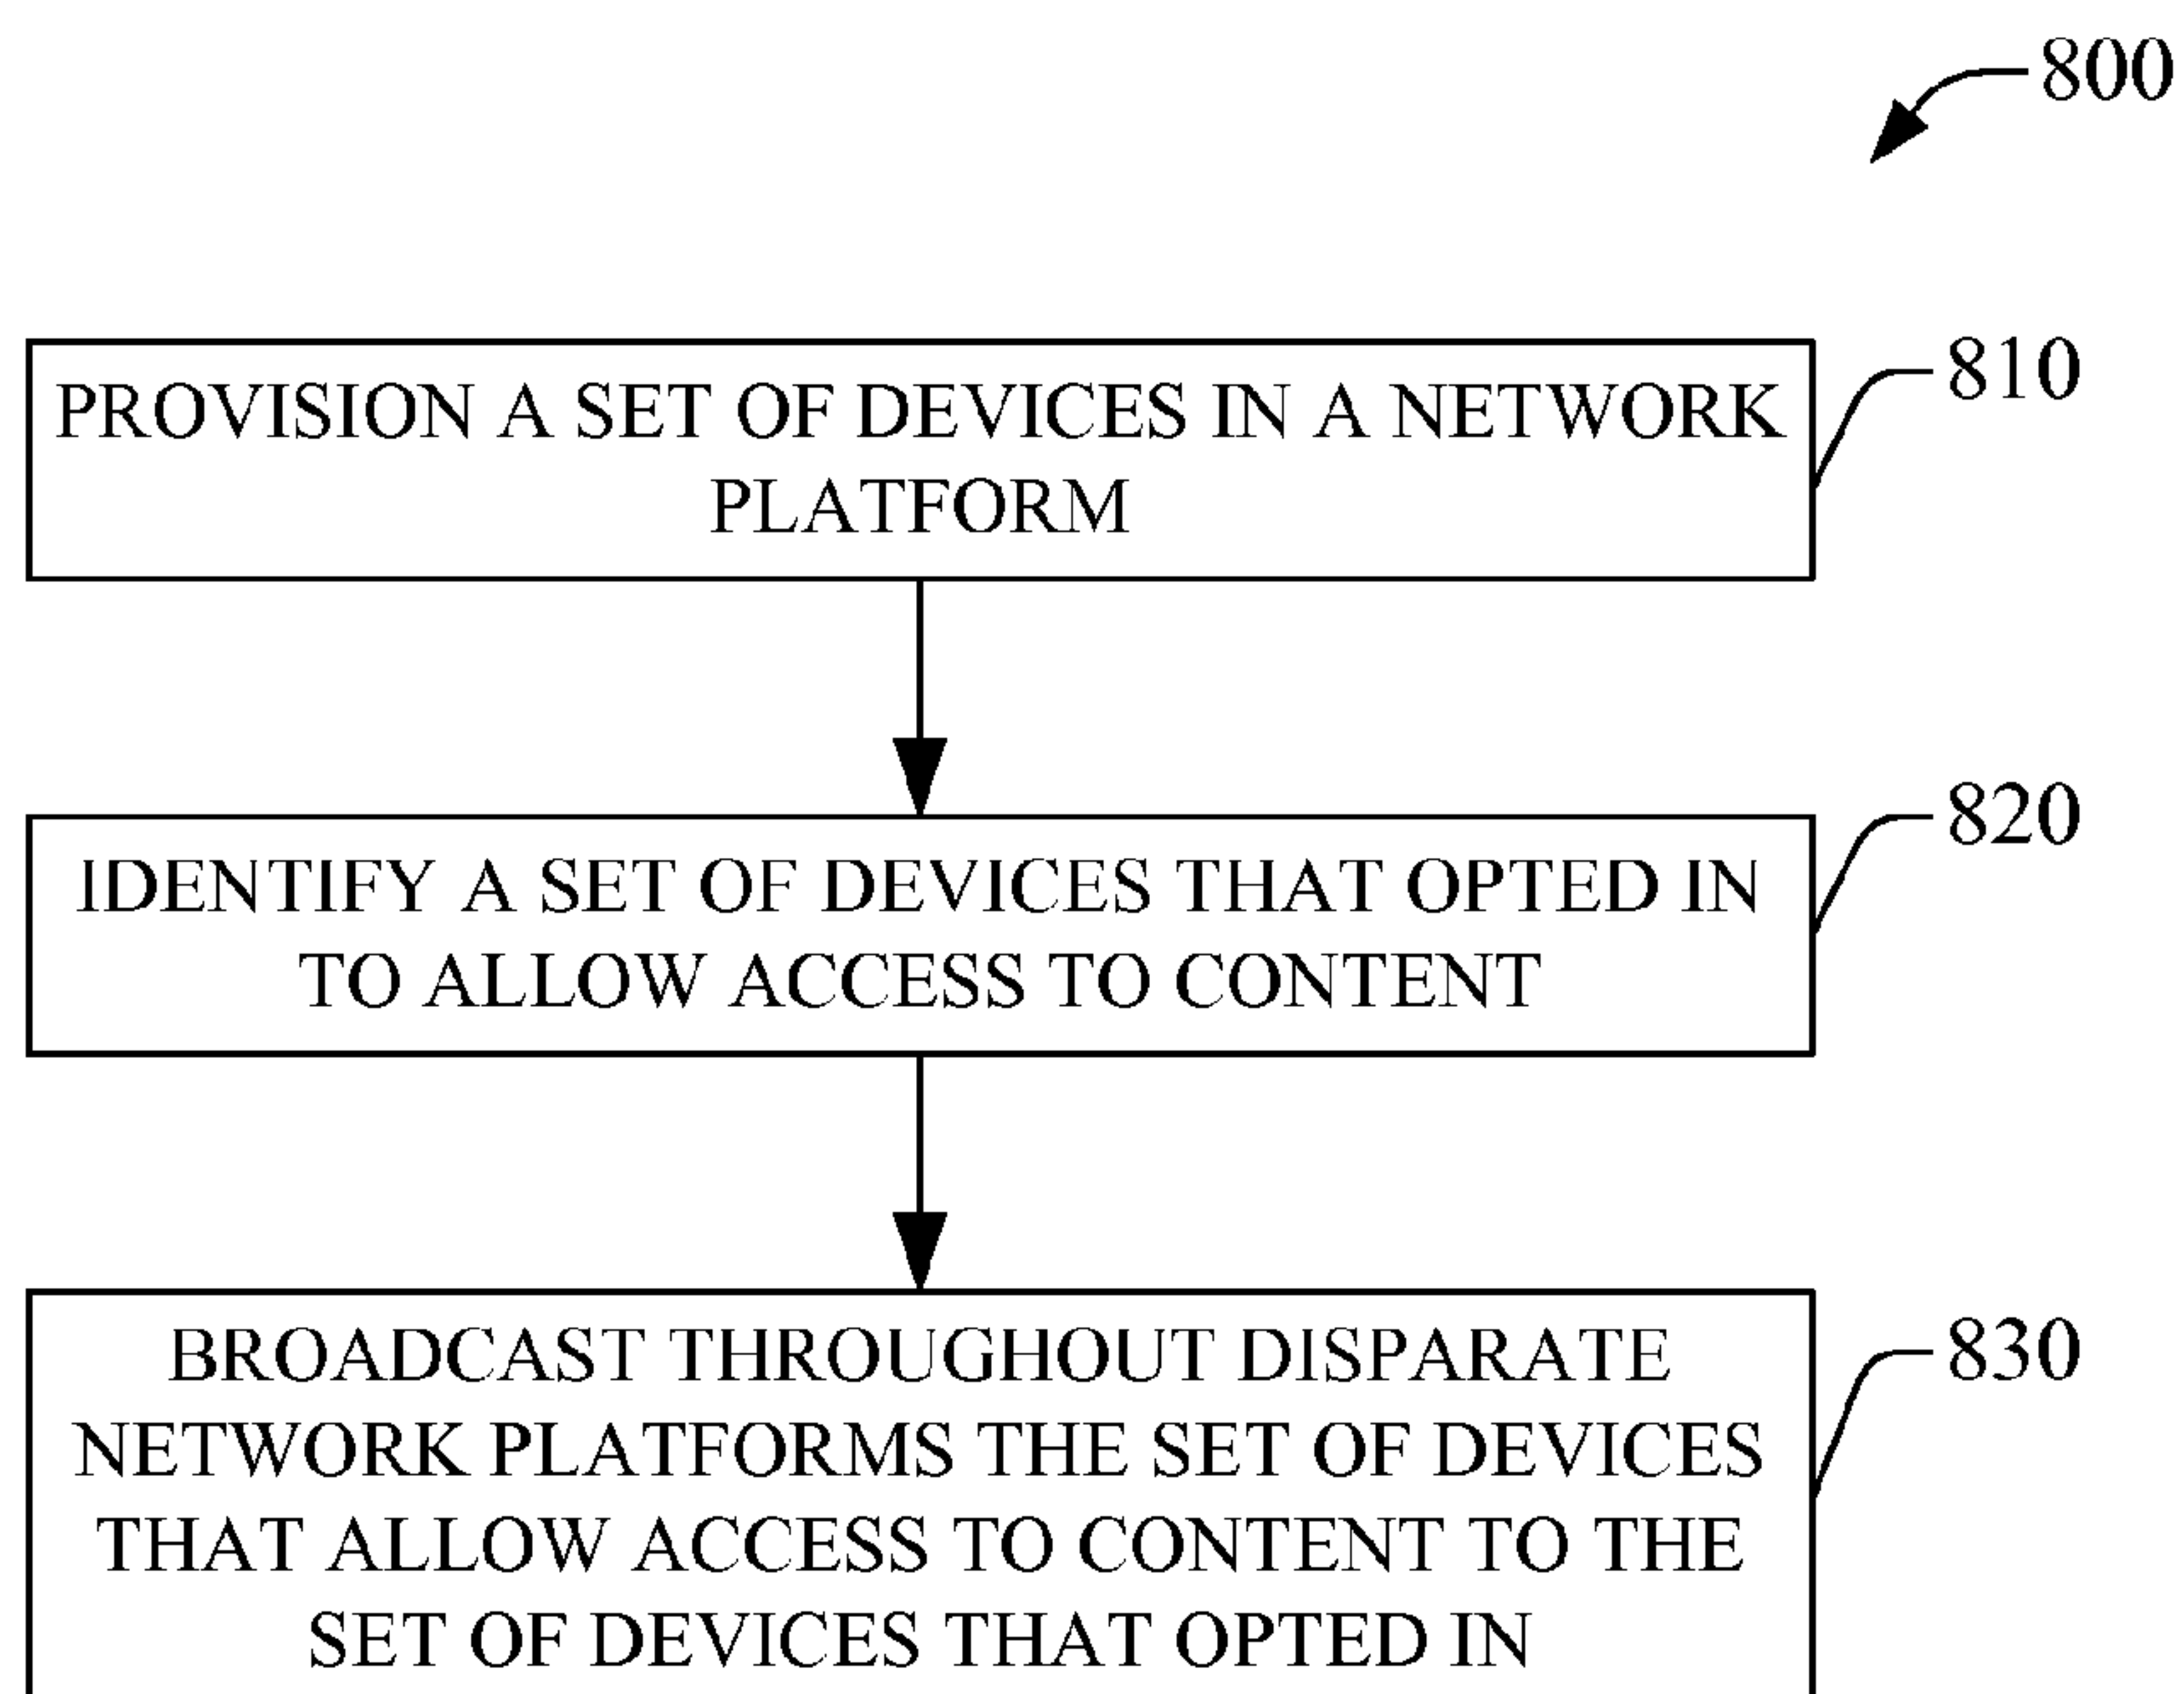 800
PROVISION A SET OF DEVICES IN A NETWORK
PLATFORM
810
IDENTIFY A SET OF DEVICES THAT OPTED IN
TO ALLOW ACCESS TO CONTENT
820
BROADCAST THROUGHOUT DISPARATE
NETWORK PLATFORMS THE SET OF DEVICES
THAT ALLOW ACCESS TO CONTENT TO THE
SET OF DEVICES THAT OPTED IN
830